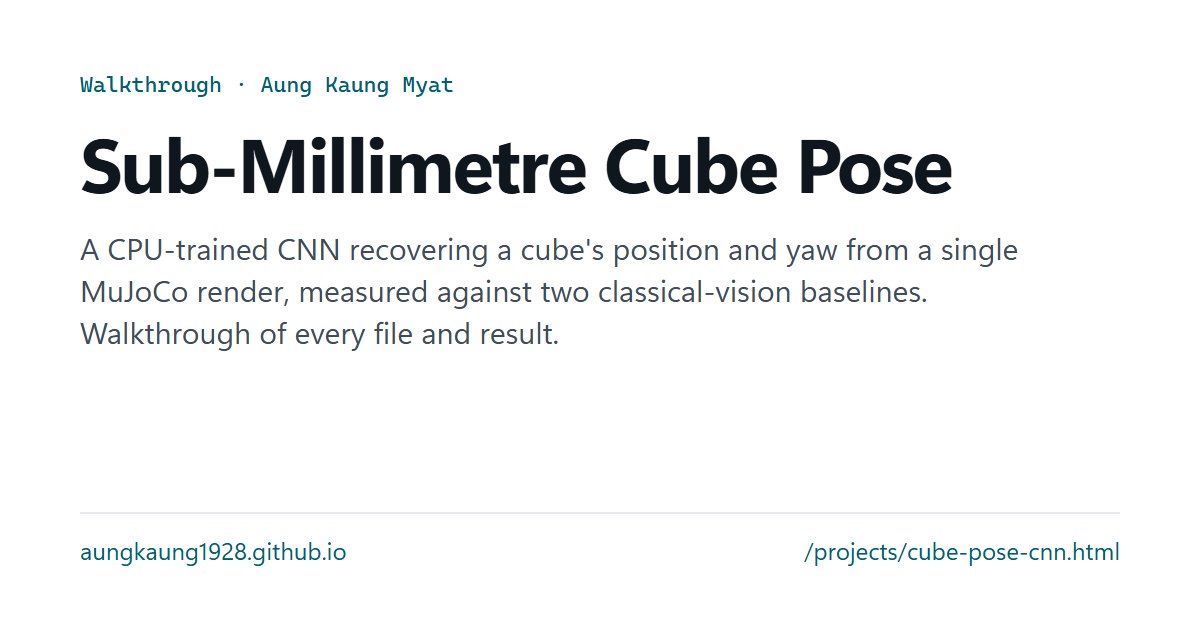 Walkthrough · Aung Kaung Myat
Sub-Millimetre Cube Pose
A CPU-trained CNN recovering a cube's position and yaw from a single
MuJoCo render, measured against two classical-vision baselines.
Walkthrough of every file and result.
aungkaung1928.github.io
/projects/cube-pose-cnn.html